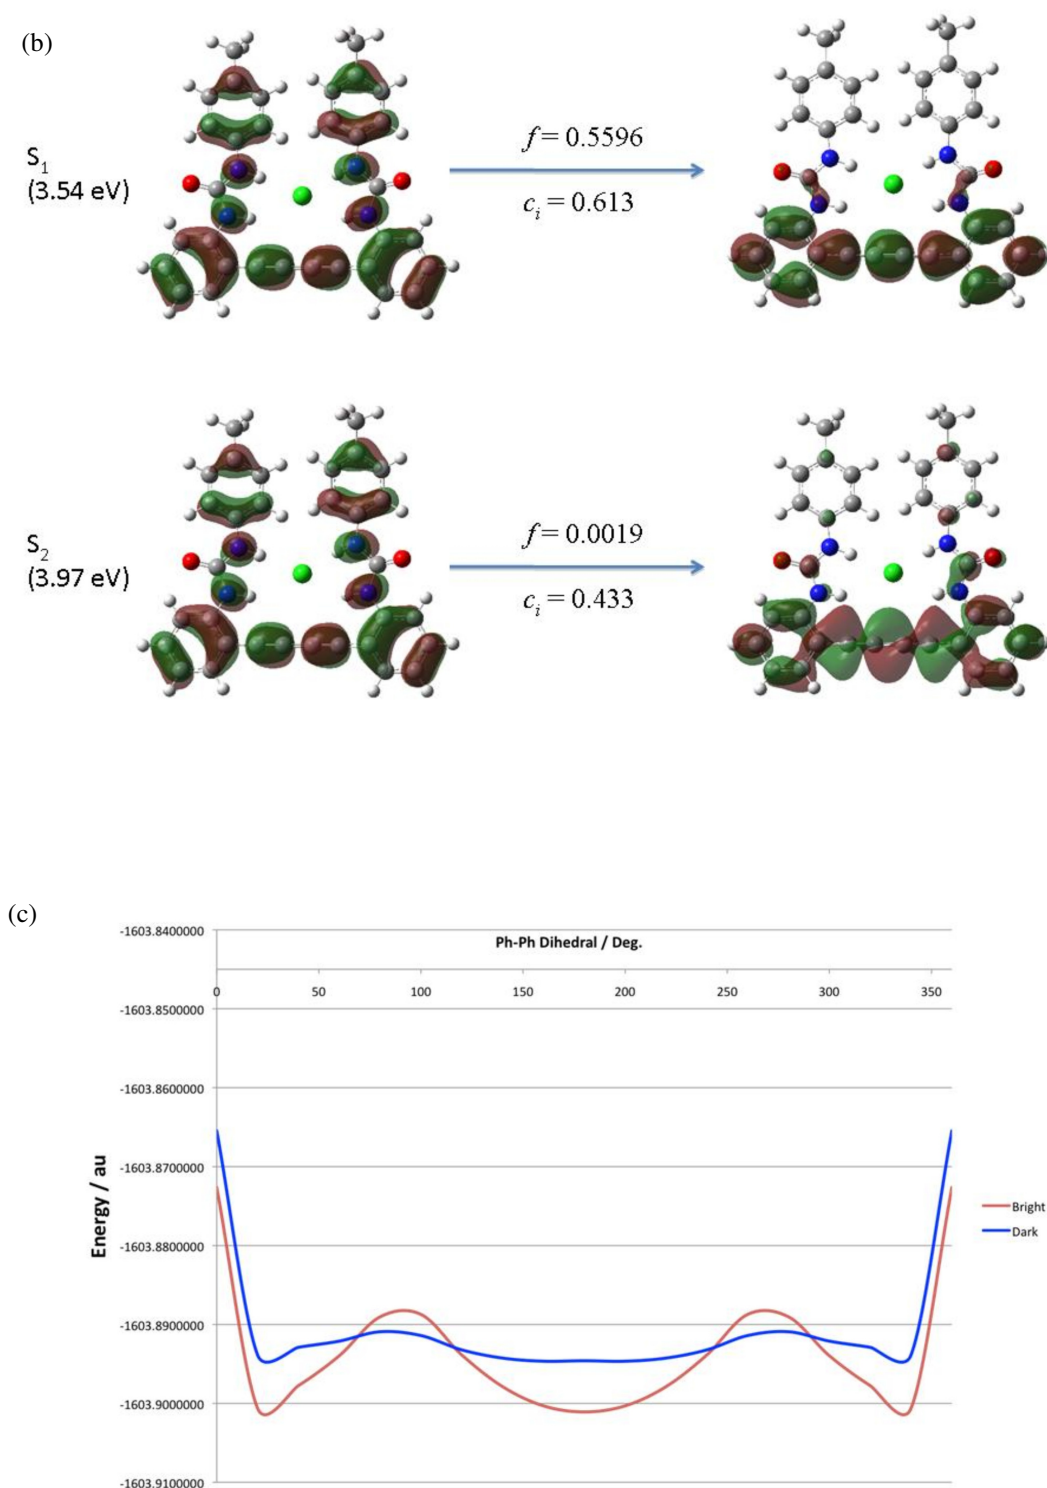 (b)
S1
(3.54 eV)
f = 0.5596
ci = 0.613
S2
(3.97 eV)
f = 0.0019
ci = 0.433
(c)
-1603.8400000
Ph-Ph Dihedral / Deg.
0 50 100 150 200 250 300 350
-1603.8500000
-1603.8600000
-1603.8700000
-1603.8800000
-1603.8900000
-1603.9000000
-1603.9100000
Energy / au
Bright
Dark